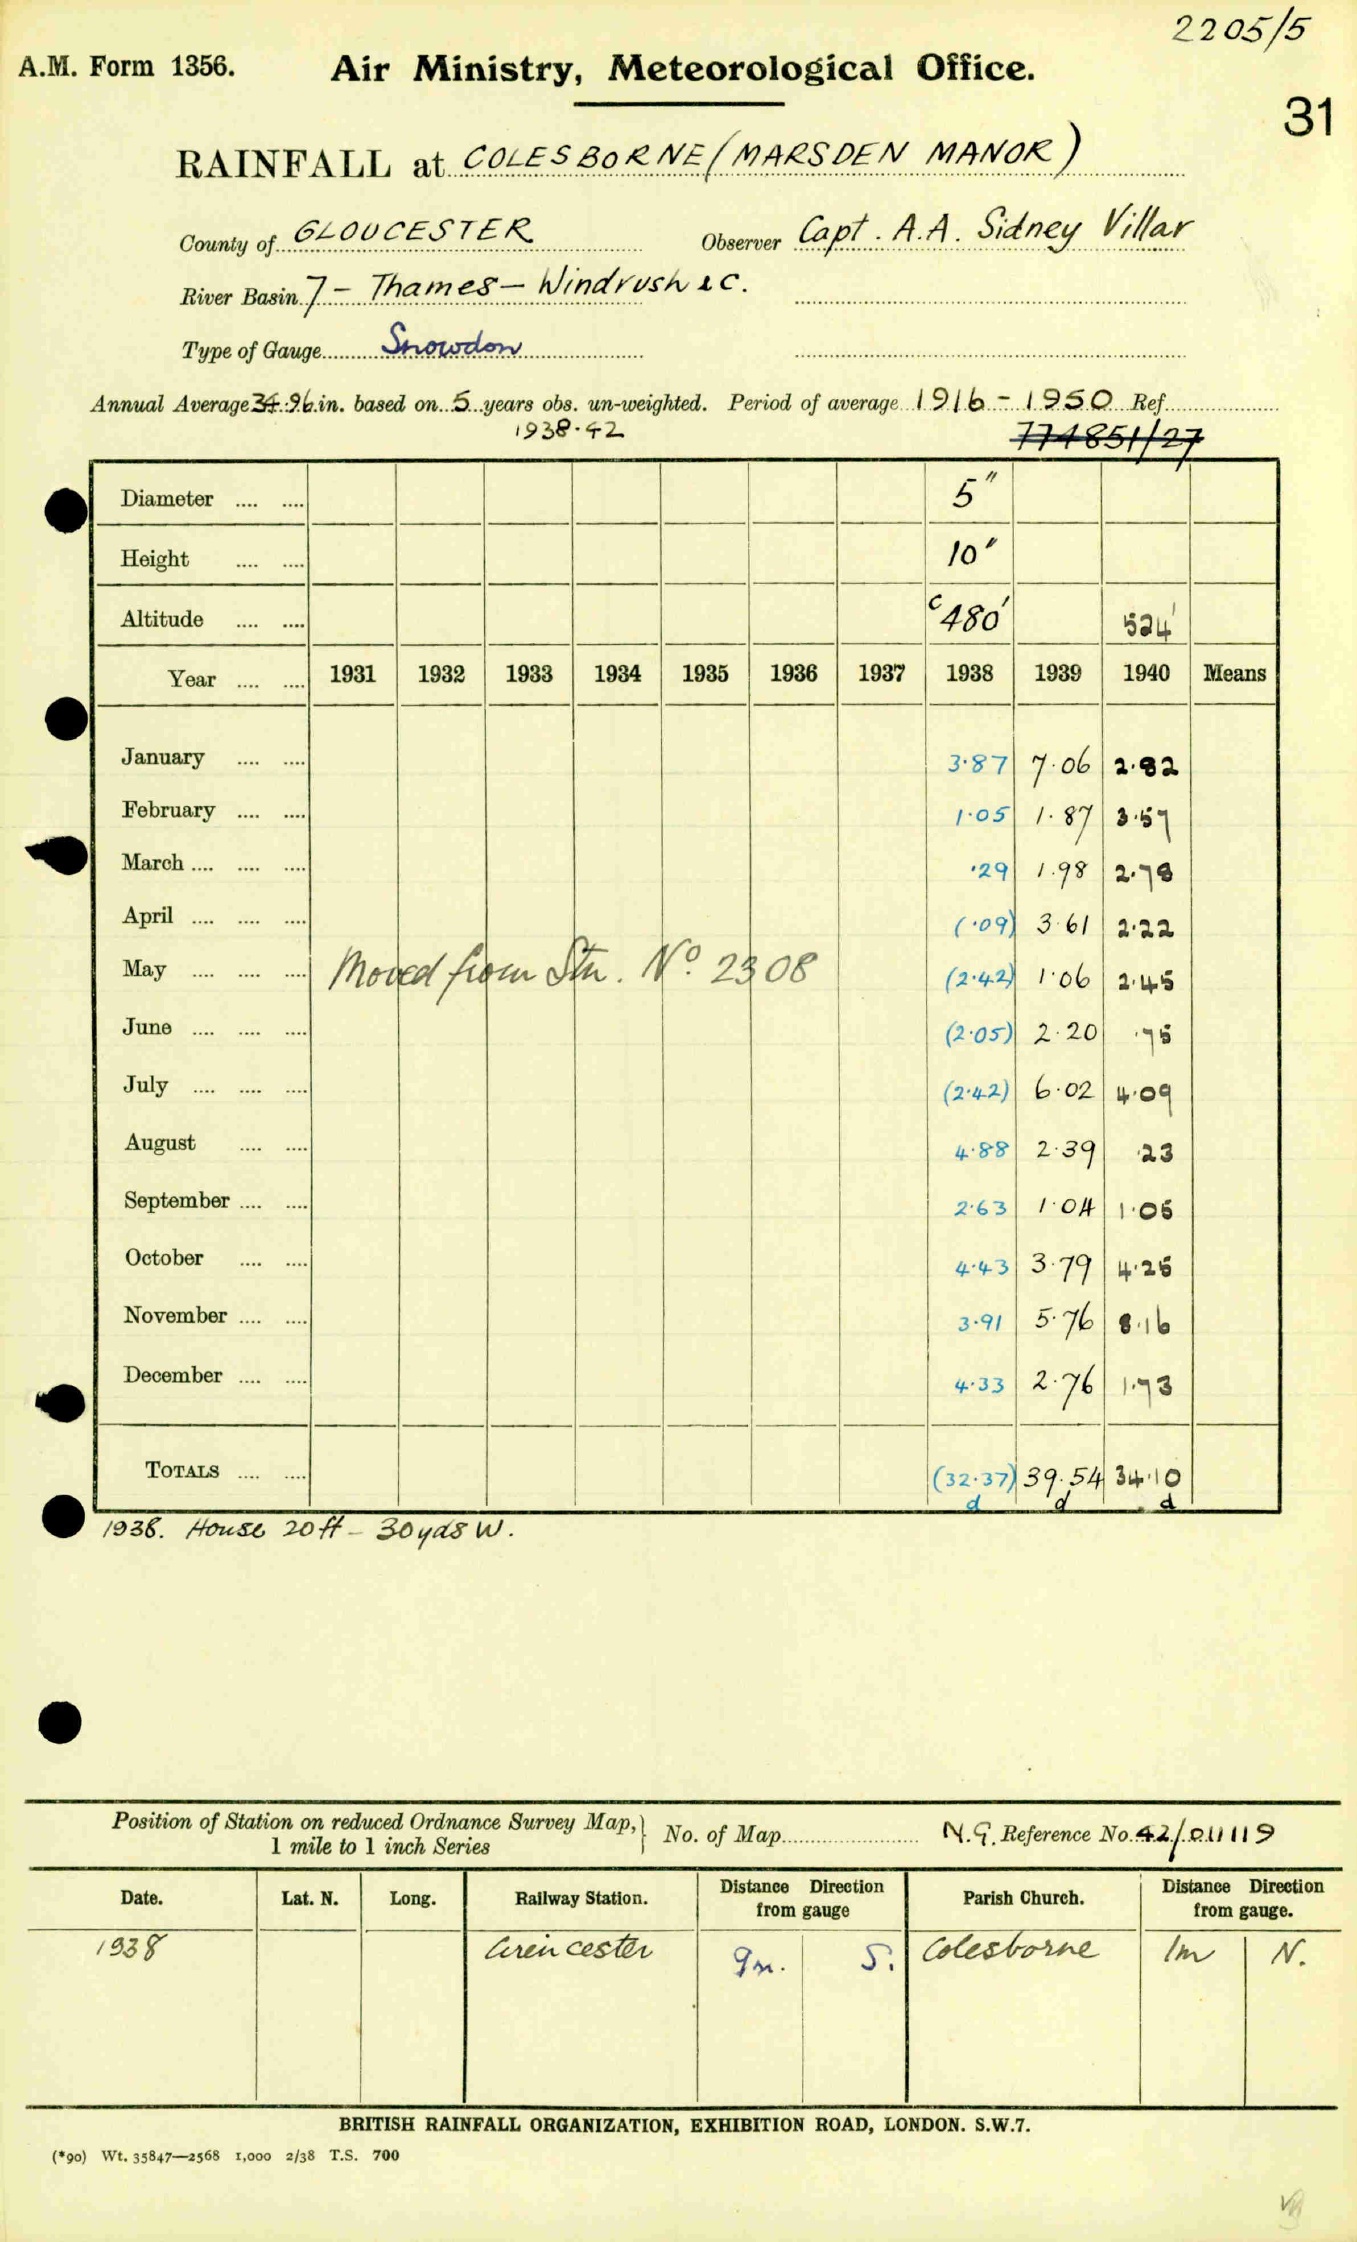 2205/5
A.M. Form 1356. Air Ministry, Meteorological Office.
31
RAINFALL at COLESBORNE (MARSDEN MANOR)
County of GLOUCESTER Observer Capt. A.A. Sidney Villar
River Basin 7 - Thames - Windrush &c.
Type of Gauge Snowdon
Annual Average 34.96 in. based on 5 years obs. un-weighted. Period of average 1916 - 1950 Ref.
1938-42 774851/27
Diameter .... .... 5"
Height .... .... 10"
Altitude .... .... c480' 524'
Year .... .... 1931 1932 1933 1934 1935 1936 1937 1938 1939 1940 Means
January .... .... 3.87 7.06 2.82
February .... .... 1.05 1.87 3.57
March .... .... .... .29 1.98 2.78
April .... .... .... (.09) 3.61 2.22
May .... .... .... Moved from Stn. No. 2308 (2.42) 1.06 2.45
June .... .... .... (2.05) 2.20 .75
July .... .... .... (2.42) 6.02 4.09
August .... .... 4.88 2.39 .23
September .... .... 2.63 1.04 1.05
October .... .... 4.43 3.79 4.25
November .... .... 3.91 5.76 8.16
December .... .... 4.33 2.76 1.73
TOTALS .... .... (32.37) 39.54 34.10
d d d
1938. House 20ft - 30yds W.
Position of Station on reduced Ordnance Survey Map, 1 mile to 1 inch Series } No. of Map N.G. Reference No. 42/011119
Date. Lat. N. Long. Railway Station. Distance Direction from gauge Parish Church. Distance Direction from gauge.
1938 Cirencester 9m. S. Colesborne 1m N.
BRITISH RAINFALL ORGANIZATION, EXHIBITION ROAD, LONDON. S.W.7.
(*90) Wt. 35847—2568 1,000 2/38 T.S. 700